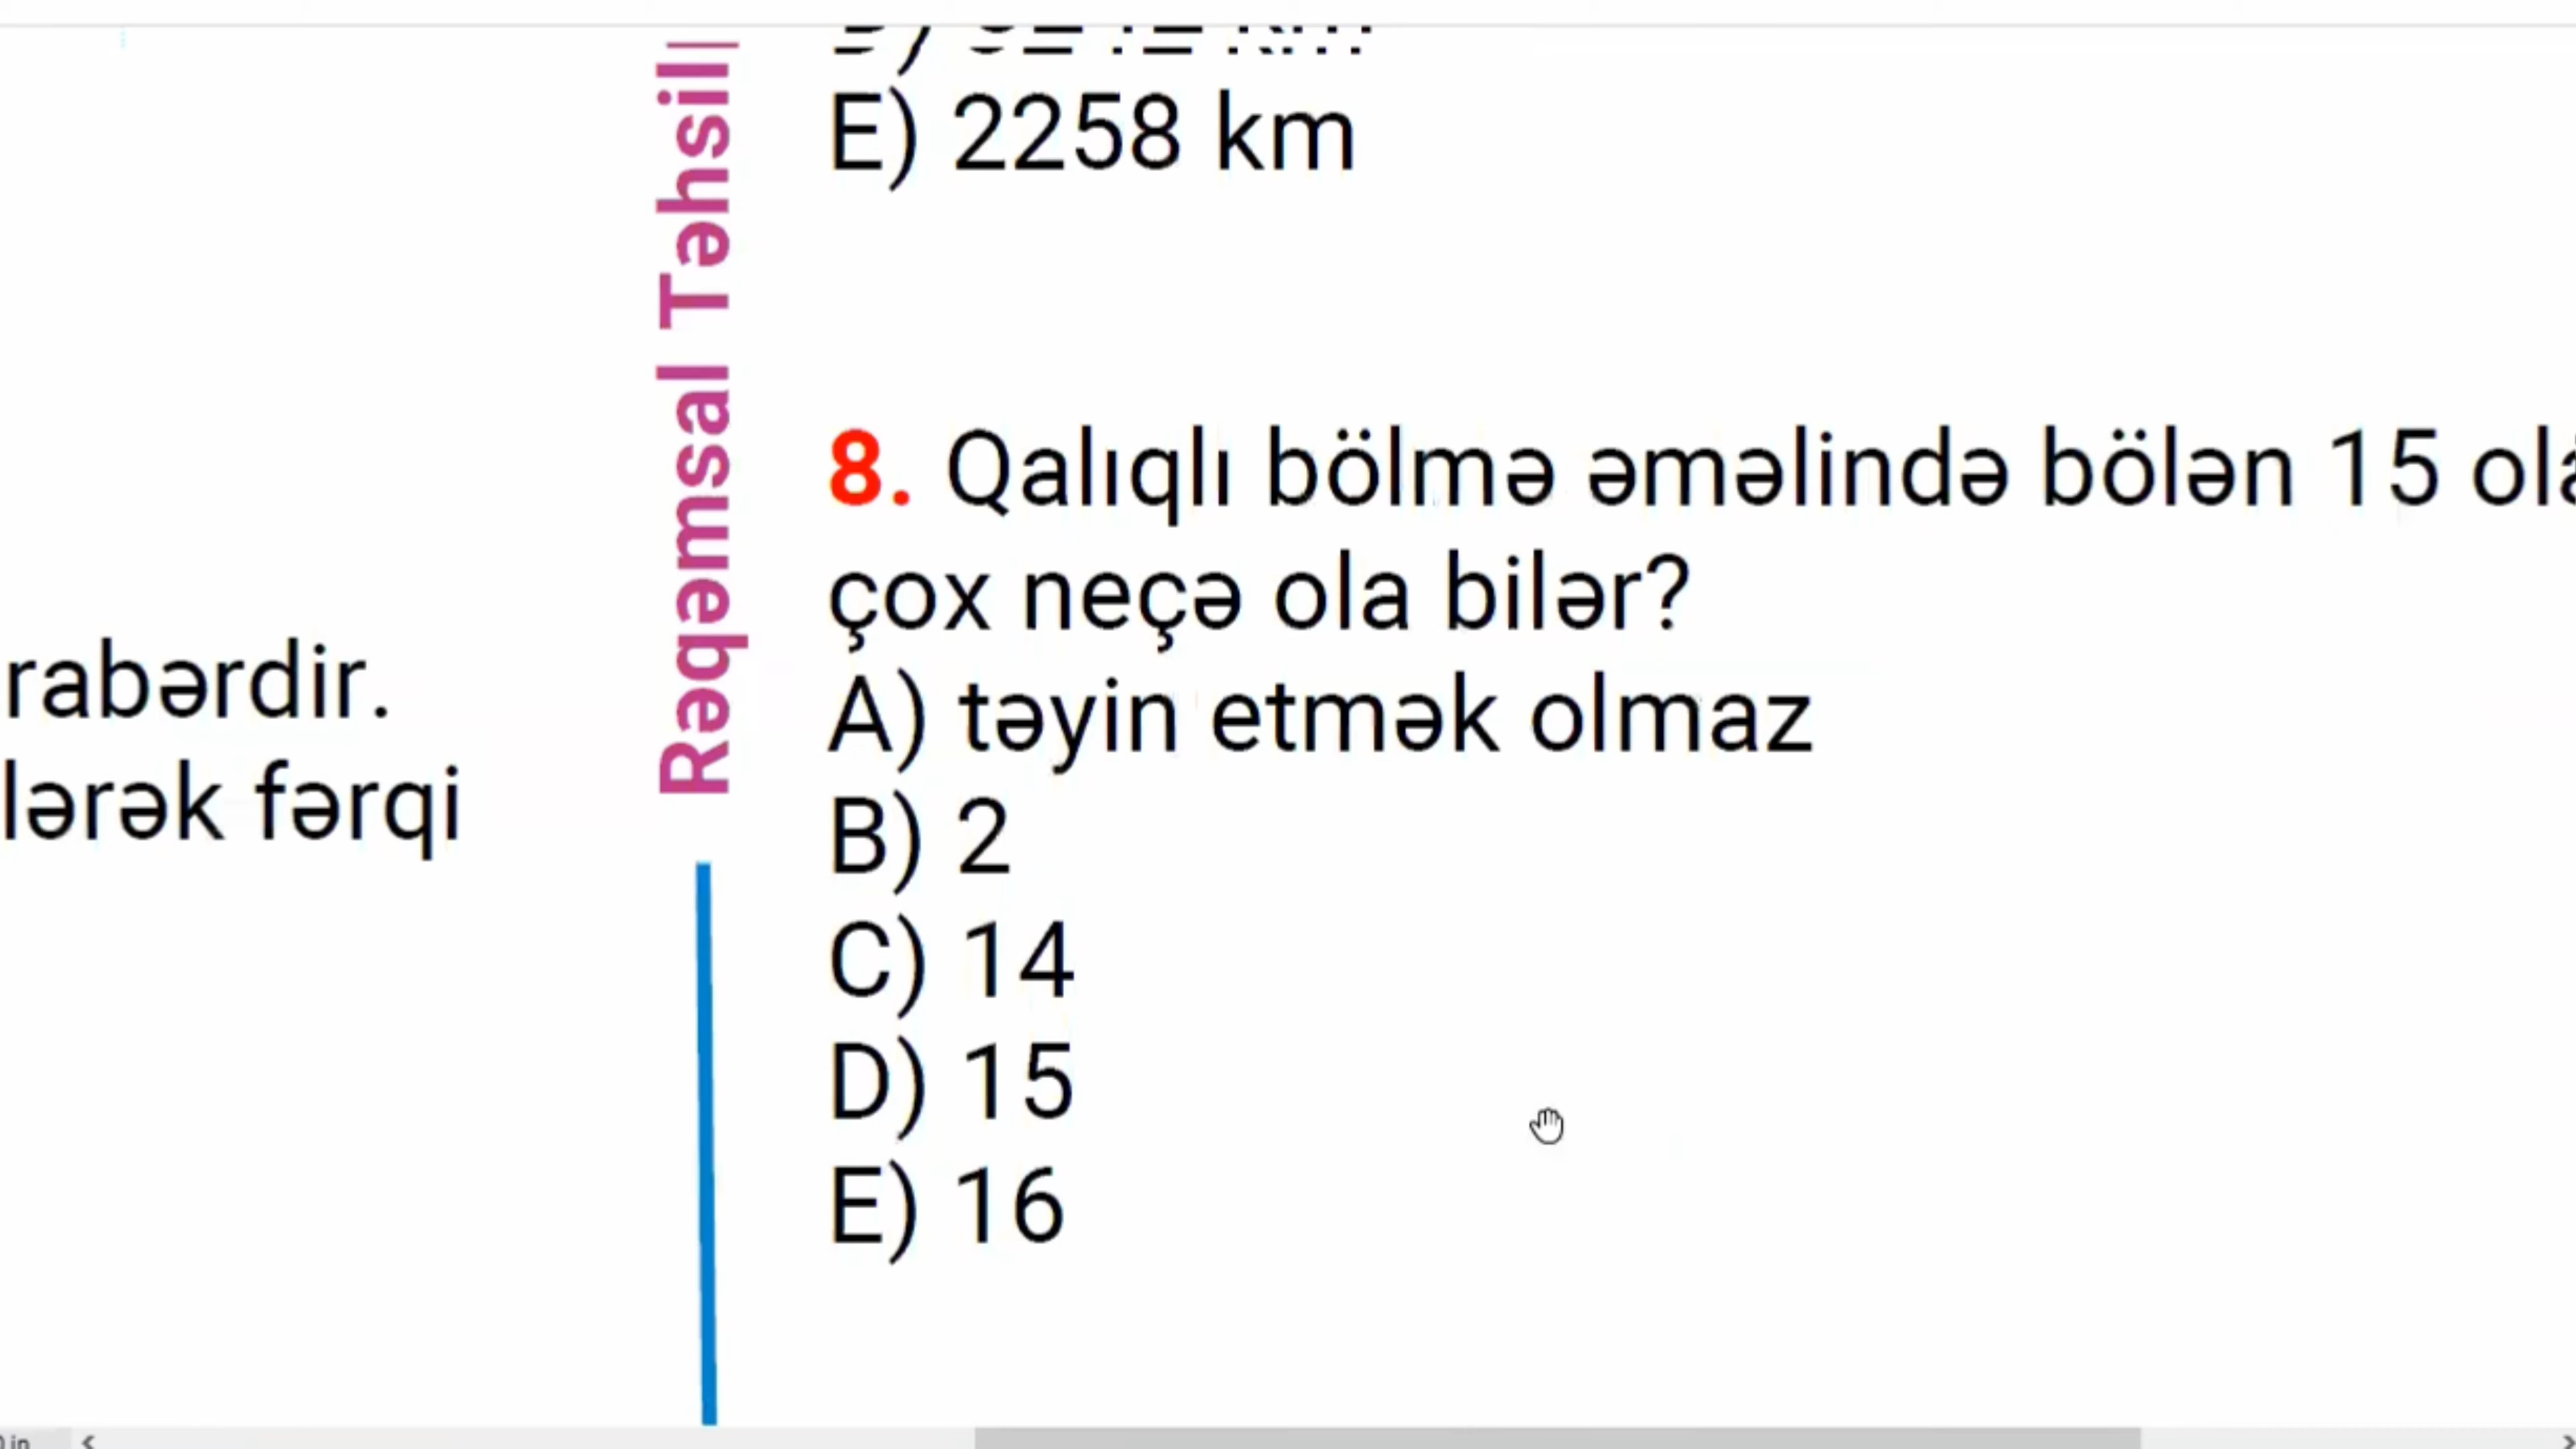 E) 2258 km
8. Qalıqlı bölmə əməlində bölən 15
çox neçə ola bilər?
A) təyin etmək olmaz
B) 2
C) 14
D) 15
E) 16
Rəqəmsal Təhsil
rabərdir.
lərək fərqi